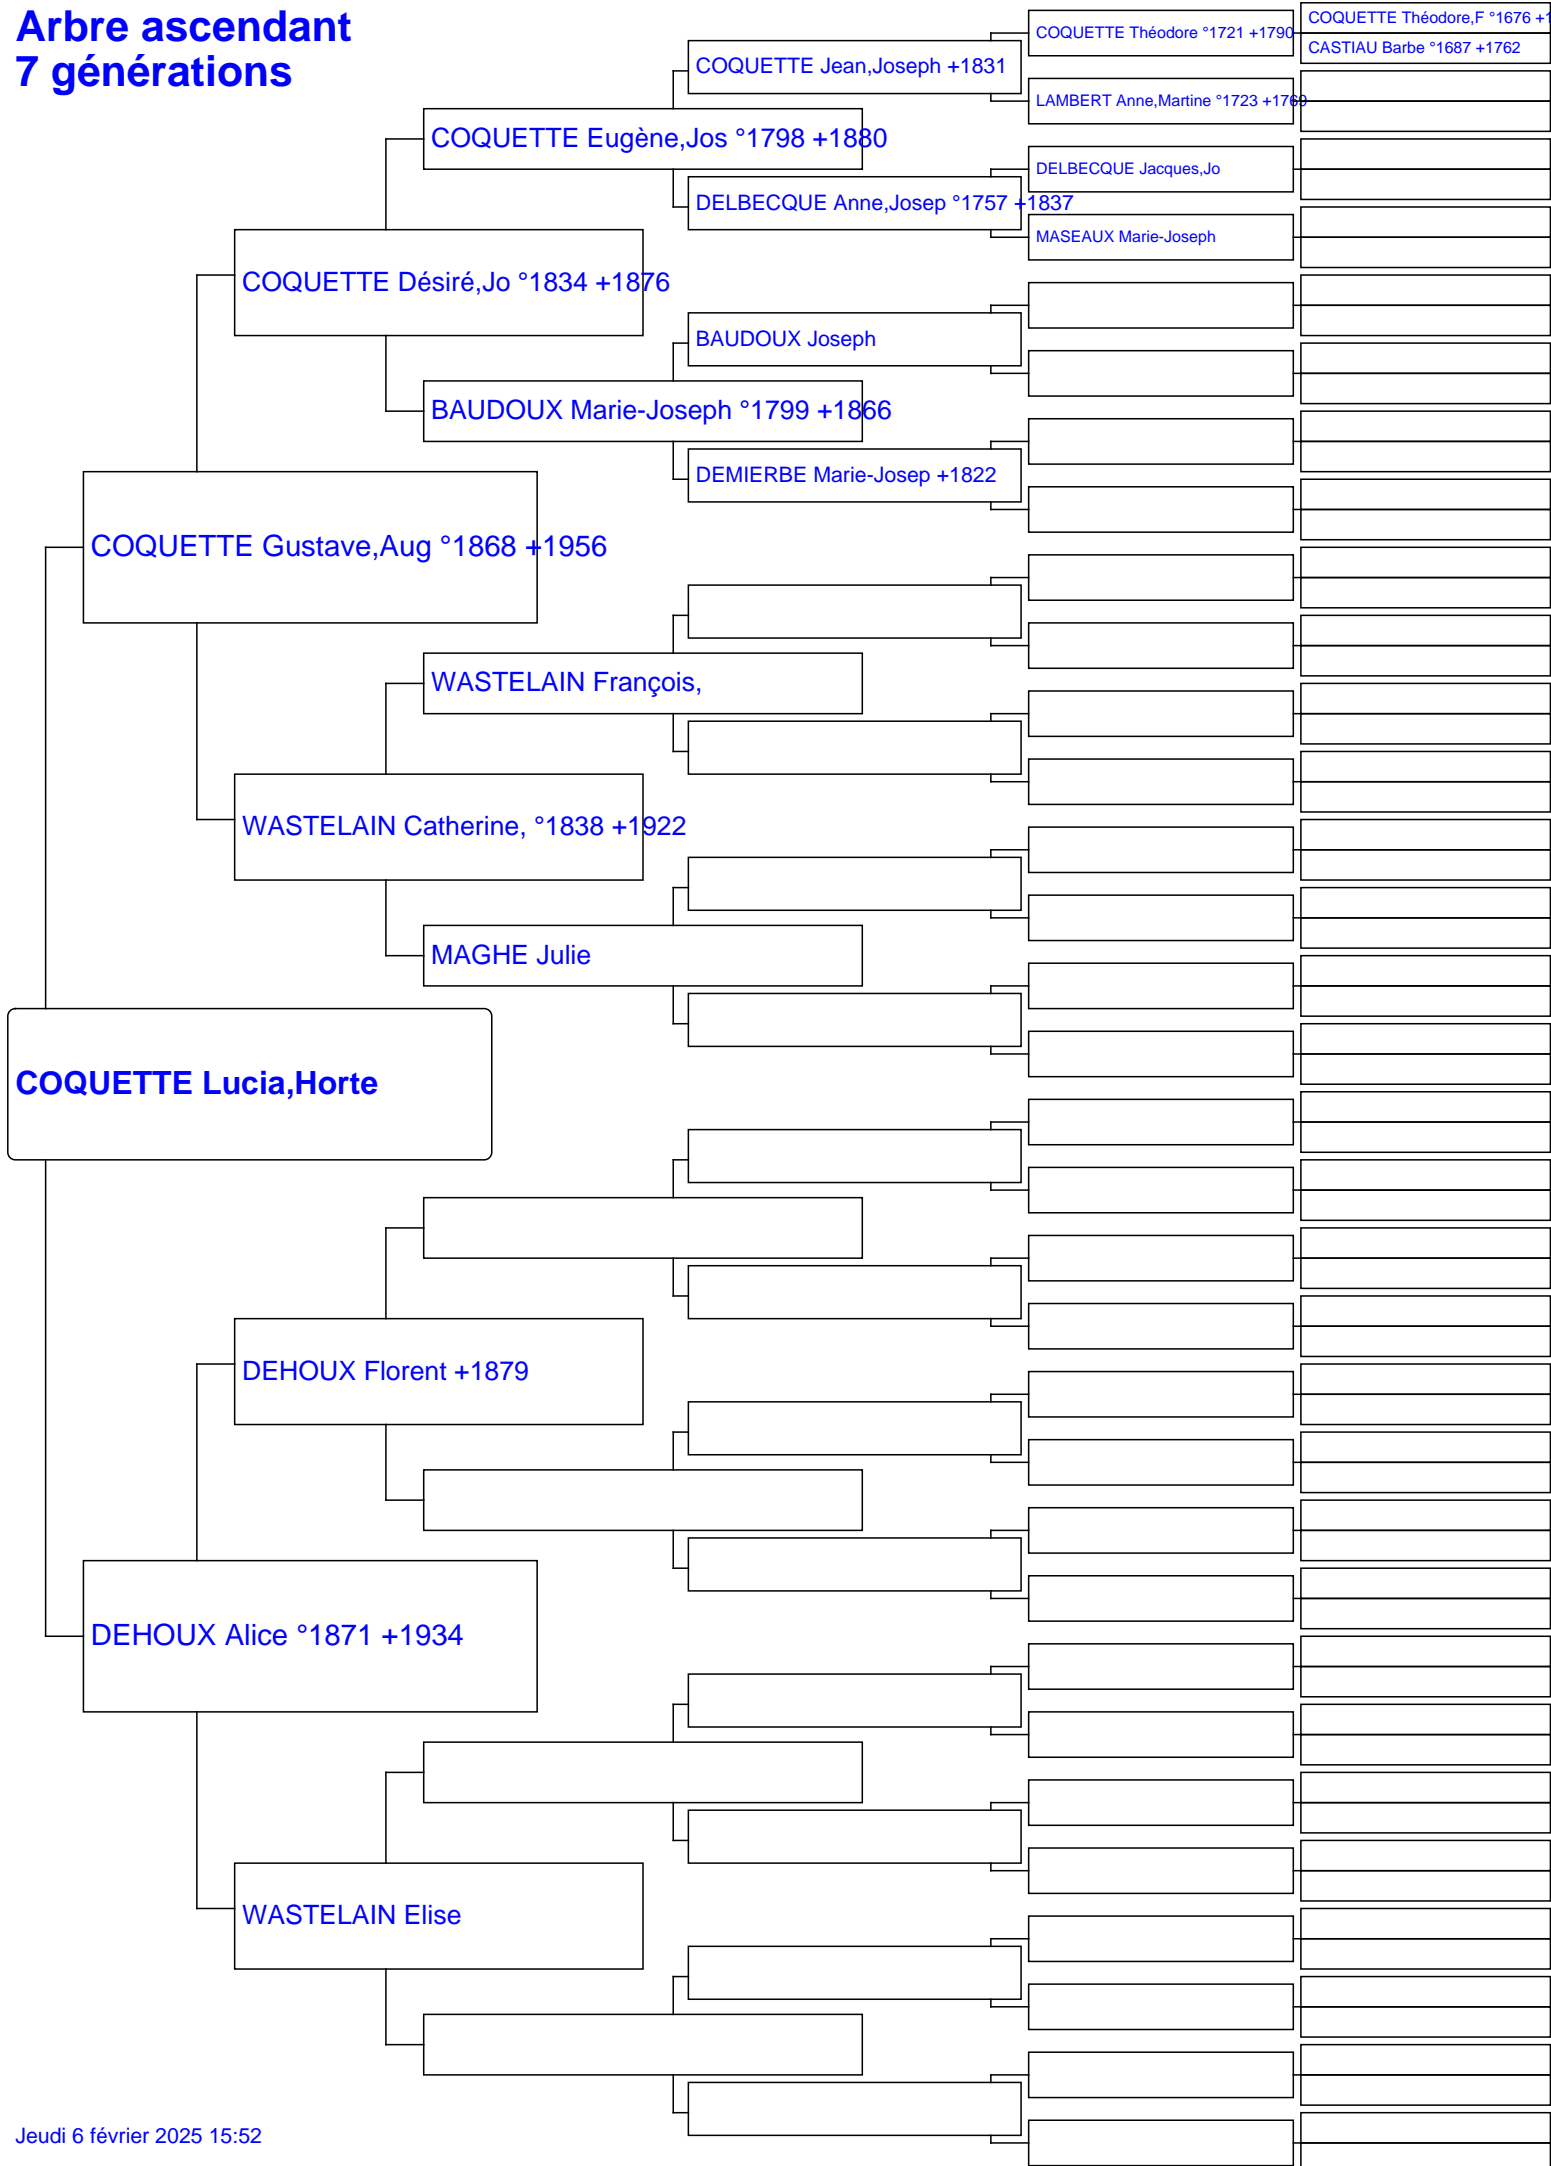 Arbre ascendant
7 générations
COQUETTE Théodore,F °1676 +1
COQUETTE Théodore °1721 +1790
CASTIAU Barbe °1687 +1762
COQUETTE Jean,Joseph +1831
LAMBERT Anne,Martine °1723 +1769
COQUETTE Eugène,Jos °1798 +1880
DELBECQUE Jacques,Jo
DELBECQUE Anne,Josep °1757 +1837
MASEAUX Marie-Joseph
COQUETTE Désiré,Jo °1834 +1876
BAUDOUX Joseph
BAUDOUX Marie-Joseph °1799 +1866
DEMIERBE Marie-Josep +1822
COQUETTE Gustave,Aug °1868 +1956
WASTELAIN François,
WASTELAIN Catherine, °1838 +1922
MAGHE Julie
COQUETTE Lucia,Horte
DEHOUX Florent +1879
DEHOUX Alice °1871 +1934
WASTELAIN Elise
Jeudi 6 février 2025 15:52